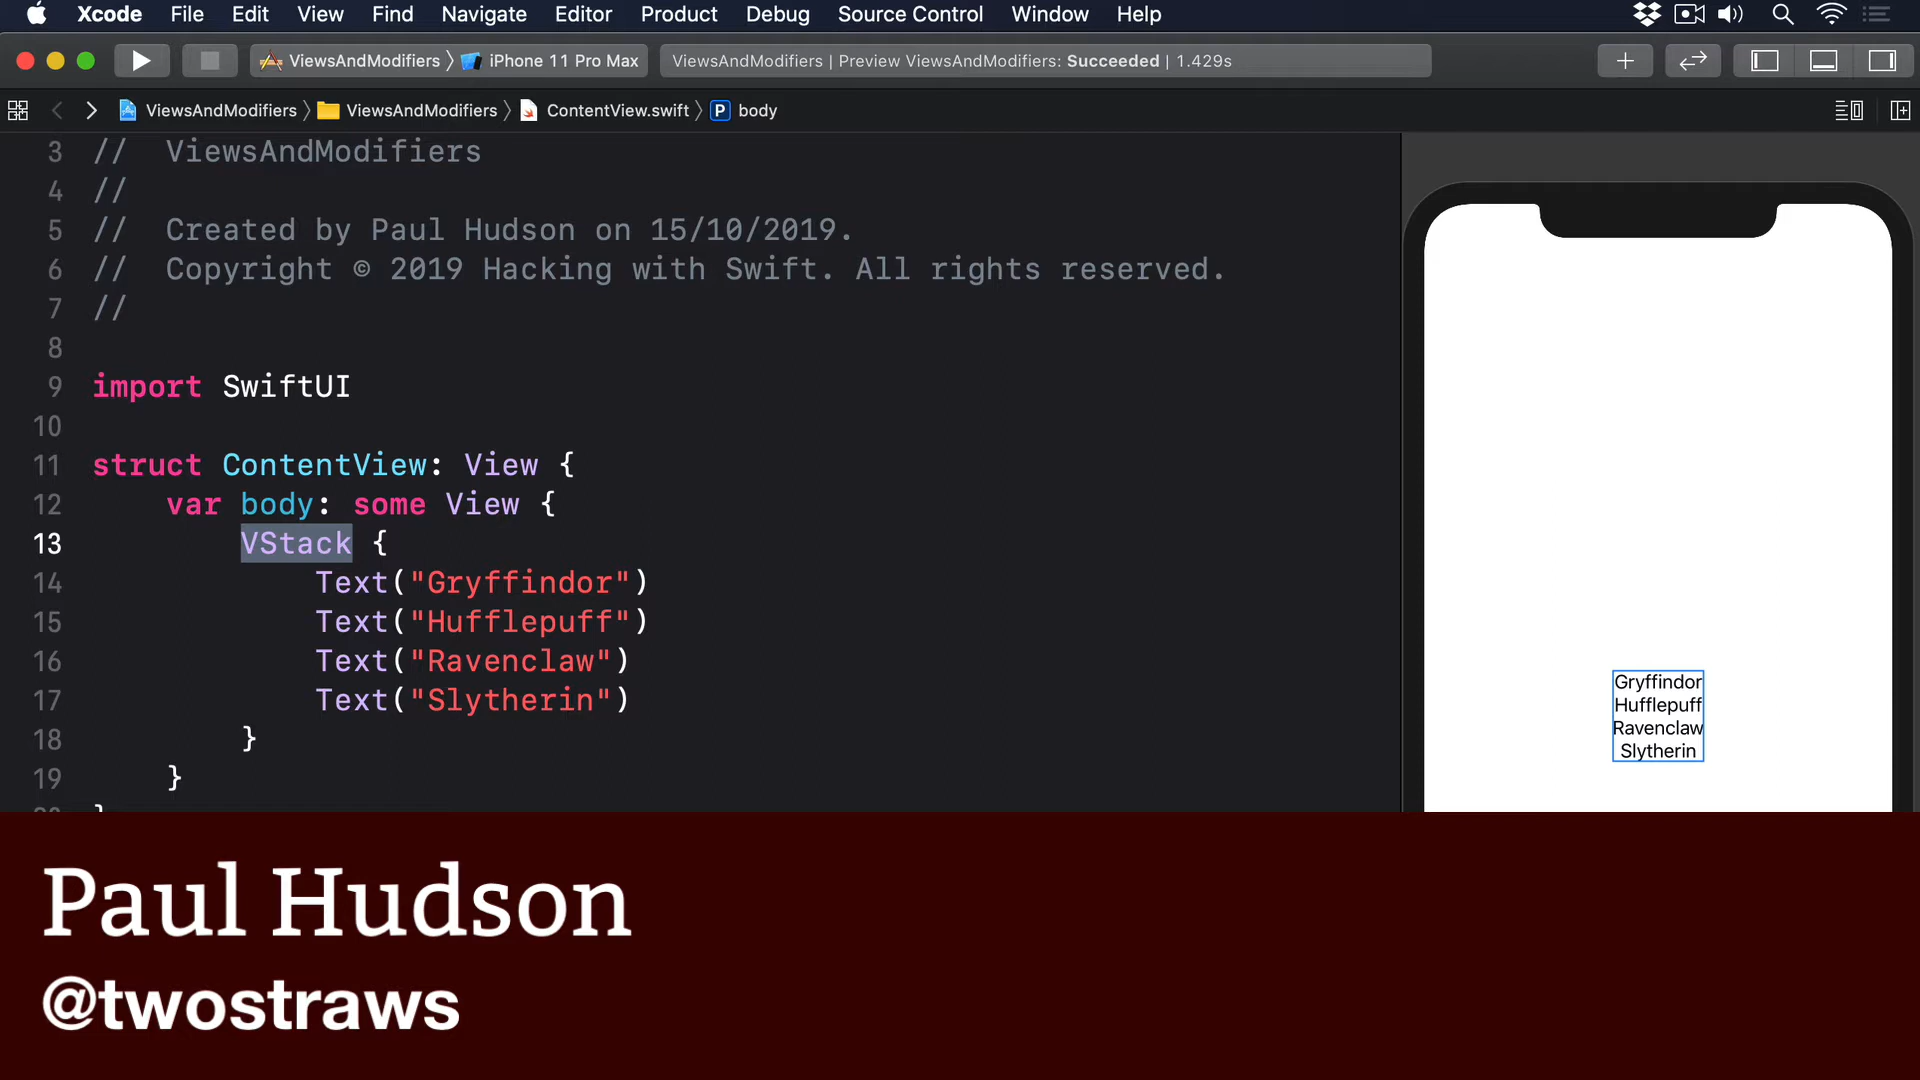 Xcode File Edit View Find Navigate Editor Product Debug Source Control Window Help
ViewsAndModifiers 〉 iPhone 11 Pro Max
ViewsAndModifiers | Preview ViewsAndModifiers: Succeeded | 1.429s
ViewsAndModifiers 〉 ViewsAndModifiers 〉 ContentView.swift 〉 P body
3 // ViewsAndModifiers
4 //
5 // Created by Paul Hudson on 15/10/2019.
6 // Copyright © 2019 Hacking with Swift. All rights reserved.
7 //
8
9 import SwiftUI
10
11 struct ContentView: View {
12 var body: some View {
13 VStack {
14 Text("Gryffindor")
15 Text("Hufflepuff")
16 Text("Ravenclaw")
17 Text("Slytherin")
18 }
19 }
Gryffindor
Hufflepuff
Ravenclaw
Slytherin
Paul Hudson
@twostraws